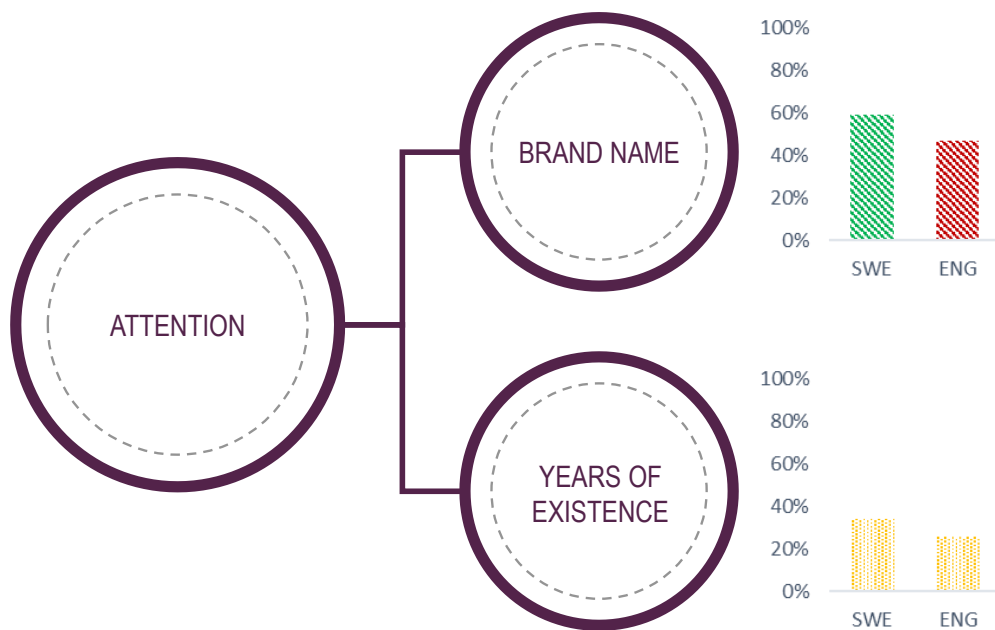 ATTENTION
BRAND NAME
100%
80%
60%
40%
20%
0%
SWE ENG
YEARS OF
EXISTENCE
100%
80%
60%
40%
20%
0%
SWE ENG